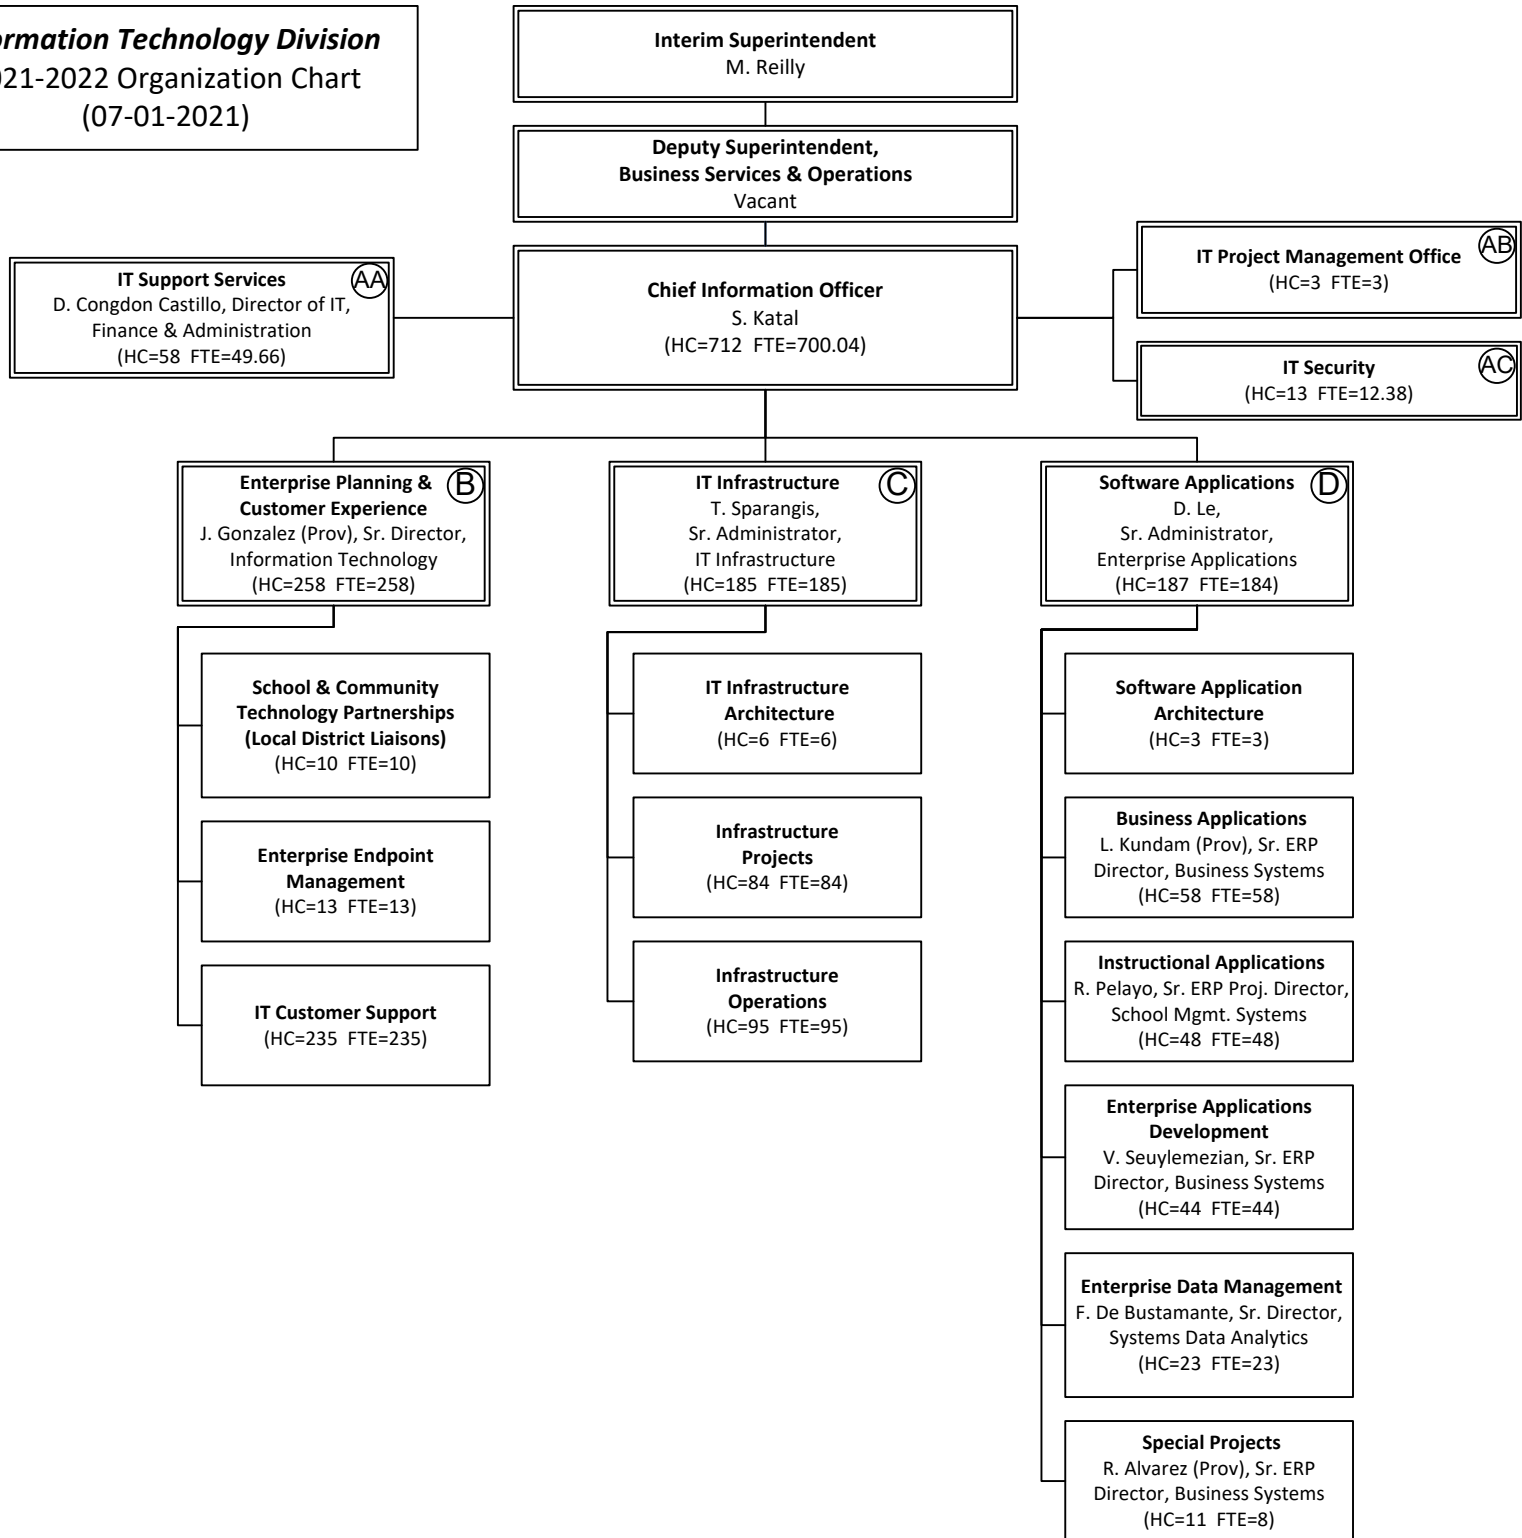 ormation Technology Division
21-2022 Organization Chart
(07-01-2021)
Interim Superintendent
M. Reilly
Deputy Superintendent,
Business Services & Operations
Vacant
Chief Information Officer
S. Katal
(HC=712 FTE=700.04)
IT Support Services
AA
D. Congdon Castillo, Director of IT,
Finance & Administration
(HC=58 FTE=49.66)
IT Project Management Office
AB
(HC=3 FTE=3)
IT Security
AC
(HC=13 FTE=12.38)
Enterprise Planning &
B
Customer Experience
J. Gonzalez (Prov), Sr. Director,
Information Technology
(HC=258 FTE=258)
School & Community
Technology Partnerships
(Local District Liaisons)
(HC=10 FTE=10)
Enterprise Endpoint
Management
(HC=13 FTE=13)
IT Customer Support
(HC=235 FTE=235)
IT Infrastructure
C
T. Sparangis,
Sr. Administrator,
IT Infrastructure
(HC=185 FTE=185)
IT Infrastructure
Architecture
(HC=6 FTE=6)
Infrastructure
Projects
(HC=84 FTE=84)
Infrastructure
Operations
(HC=95 FTE=95)
Software Applications
D
D. Le,
Sr. Administrator,
Enterprise Applications
(HC=187 FTE=184)
Software Application
Architecture
(HC=3 FTE=3)
Business Applications
L. Kundam (Prov), Sr. ERP
Director, Business Systems
(HC=58 FTE=58)
Instructional Applications
R. Pelayo, Sr. ERP Proj. Director,
School Mgmt. Systems
(HC=48 FTE=48)
Enterprise Applications
Development
V. Seuylemezian, Sr. ERP
Director, Business Systems
(HC=44 FTE=44)
Enterprise Data Management
F. De Bustamante, Sr. Director,
Systems Data Analytics
(HC=23 FTE=23)
Special Projects
R. Alvarez (Prov), Sr. ERP
Director, Business Systems
(HC=11 FTE=8)